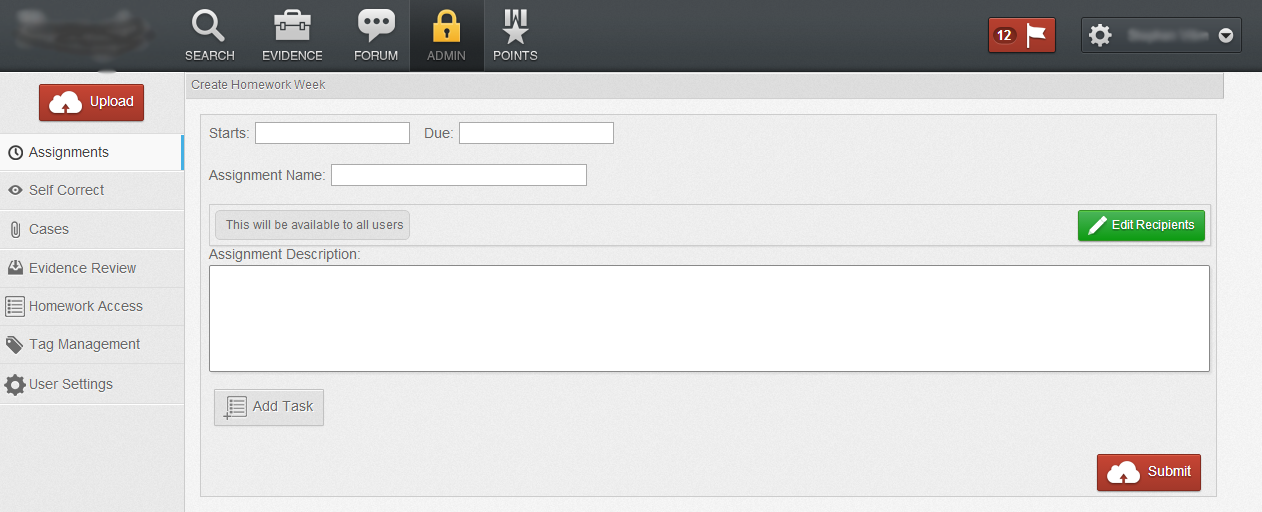 SEARCH
EVIDENCE
FORUM
ADMIN
POINTS
12
Upload
Assignments
Self Correct
Cases
Evidence Review
Homework Access
Tag Management
User Settings
Create Homework Week
Starts: Due:
Assignment Name:
This will be available to all users
Edit Recipients
Assignment Description:
Add Task
Submit